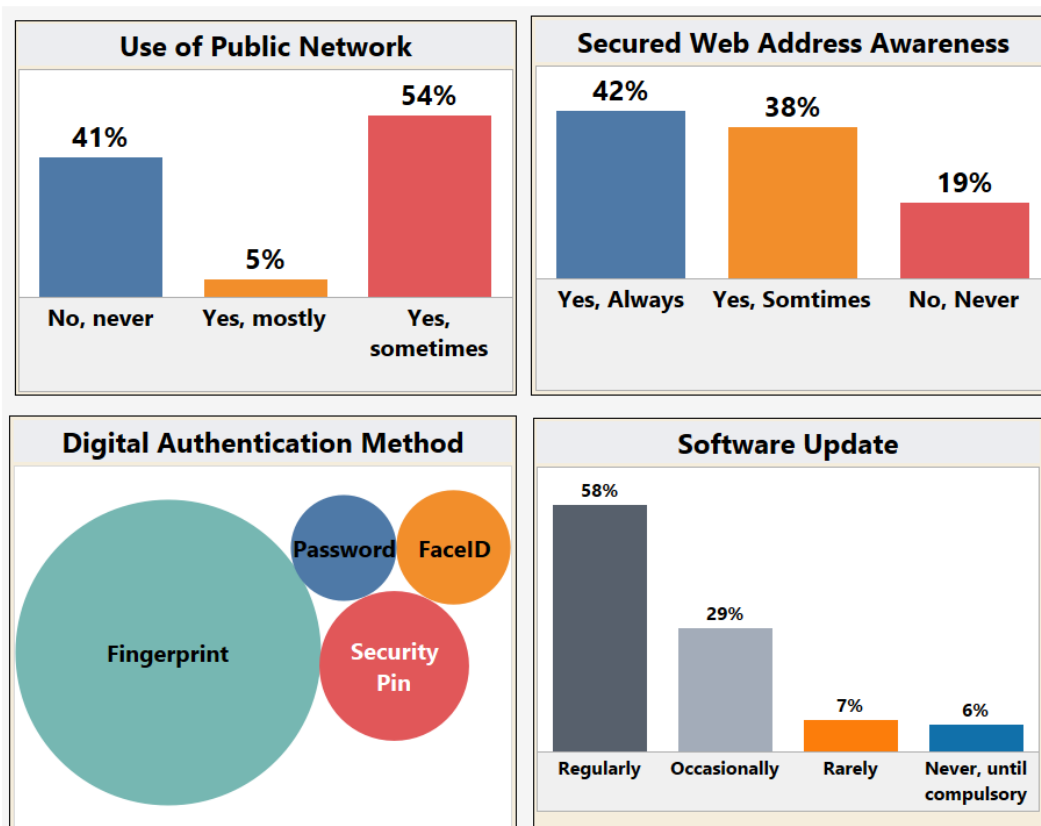 Use of Public Network
41%
5%
54%
No, never
Yes, mostly
Yes,
sometimes
Secured Web Address Awareness
42%
38%
19%
Yes, Always
Yes, Somtimes
No, Never
Digital Authentication Method
Password
FaceID
Fingerprint
Security
Pin
Software Update
58%
29%
7%
6%
Regularly
Occasionally
Rarely
Never, until
compulsory